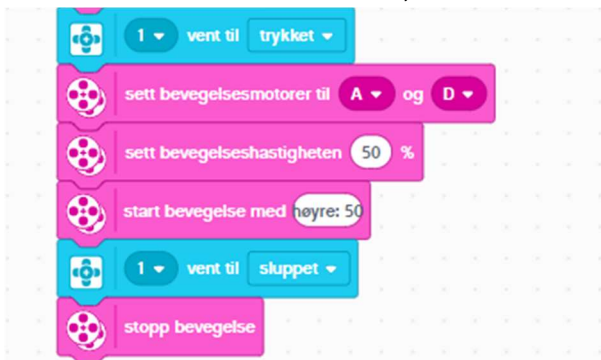 1 vent til trykket
sett bevegelsesmotorer til A og D
sett bevegelseshastigheten 50 %
start bevegelse med høyre: 50
1 vent til sluppet
stopp bevegelse